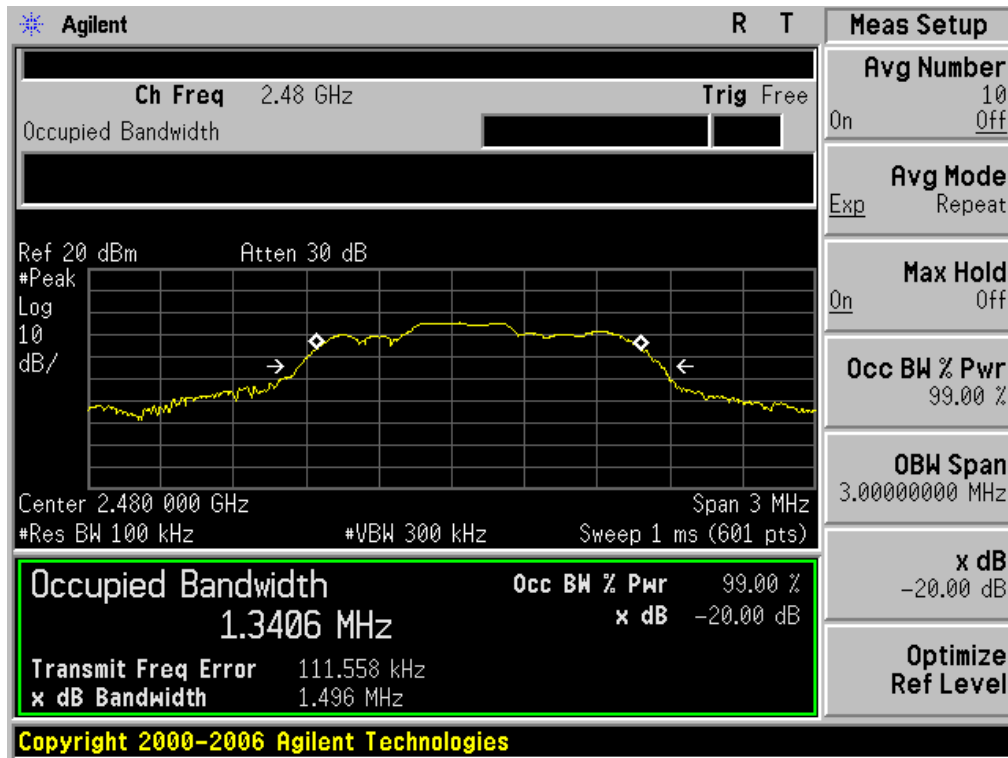 Agilent R T
Ch Freq 2.48 GHz Trig Free
Occupied Bandwidth
Ref 20 dBm Atten 30 dB
#Peak
Log
10
dB/
Center 2.480 000 GHz Span 3 MHz
#Res BW 100 kHz #VBW 300 kHz Sweep 1 ms (601 pts)
Occupied Bandwidth Occ BW % Pwr 99.00 %
1.3406 MHz x dB -20.00 dB
Transmit Freq Error 111.558 kHz
x dB Bandwidth 1.496 MHz
Copyright 2000-2006 Agilent Technologies
Meas Setup
Avg Number
10
On Off
Avg Mode
Exp Repeat
Max Hold
On Off
Occ BW % Pwr
99.00 %
OBW Span
3.00000000 MHz
x dB
-20.00 dB
Optimize
Ref Level